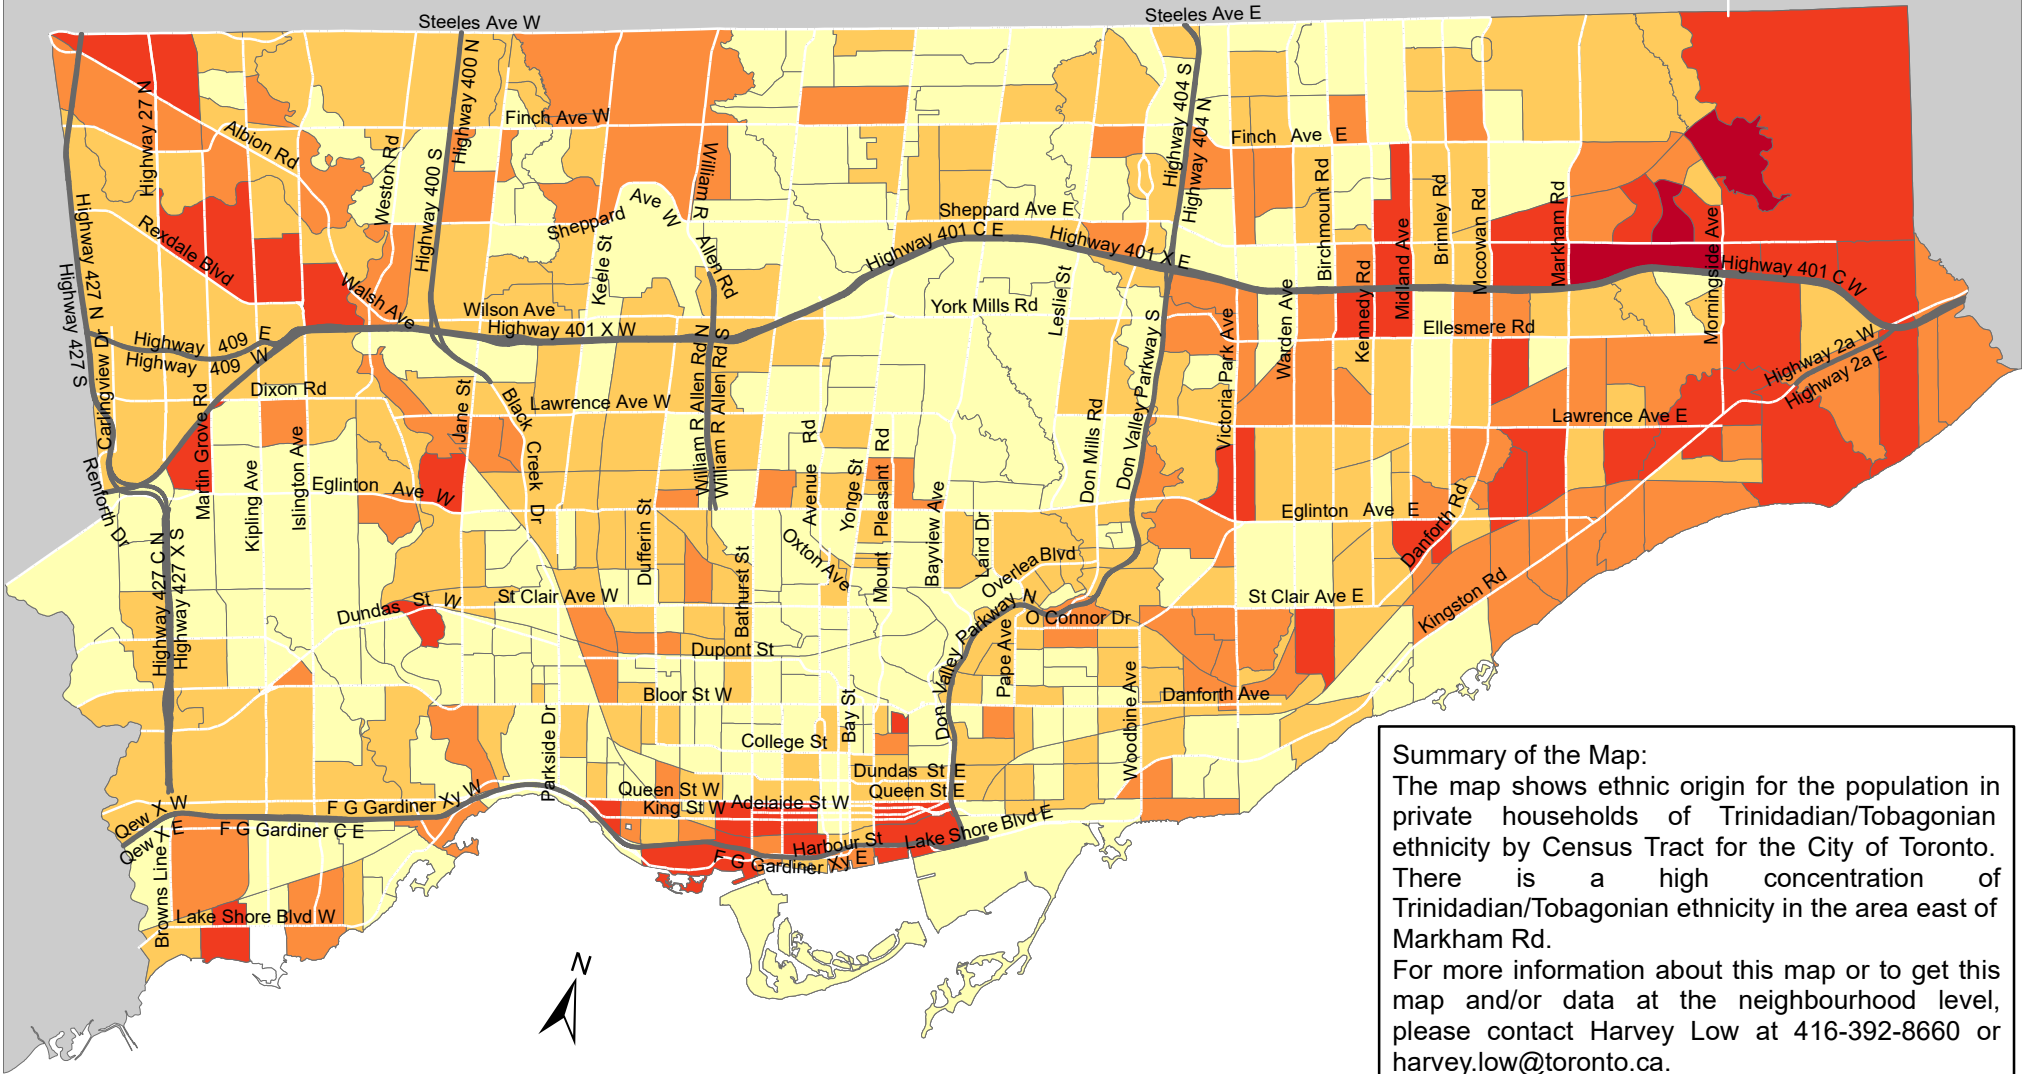 Steeles Ave W
Steeles Ave E
Highway 400 N
Highway 404 S
Highway 27 N
Finch Ave W
Highway 404 N
Finch Ave E
Albion Rd
Weston Rd
Highway 400 S
William R Allen Rd
Birchmount Rd
Brimley Rd
Mccowan Rd
Markham Rd
Midland Ave
Morningside Ave
Sheppard Ave W
Sheppard Ave E
Highway 427 N
Rexdale Blvd
Keele St
Highway 401 C E
Highway 401 X E
Highway 401 C W
Highway 427 S
Walsh Ave
Wilson Ave
Highway 401 X W
York Mills Rd
Leslie St
Warden Ave
Kennedy Rd
Ellesmere Rd
Highway 409 E
Highway 409 W
Carlingview Dr
Victoria Park Ave
Highway 2a W
Highway 2a E
Dixon Rd
Martin Grove Rd
Jane St
Black Creek Dr
Lawrence Ave W
William R Allen Rd N
William R Allen Rd S
Don Mills Rd
Don Valley Parkway S
Lawrence Ave E
Renforth Dr
Kipling Ave
Islington Ave
Eglinton Ave W
Dufferin St
Avenue Rd
Yonge St
Mount Pleasant Rd
Bayview Ave
Laird Dr
Eglinton Ave E
Danforth Rd
Highway 427 C N
Highway 427 X S
Bathurst St
Oxton Ave
Overlea Blvd
Dundas St W
St Clair Ave W
Don Valley Parkway N
O Connor Dr
St Clair Ave E
Kingston Rd
Dupont St
Pape Ave
Woodbine Ave
Bloor St W
Danforth Ave
Parkside Dr
Bay St
College St
Dundas St E
Queen St W
Queen St E
King St W
Adelaide St W
Qew X W
Qew X E
F G Gardiner Xy W
F G Gardiner C E
Harbour St
Lake Shore Blvd E
F G Gardiner Xy E
Browns Line
Lake Shore Blvd W
N
Summary of the Map:
The map shows ethnic origin for the population in
private households of Trinidadian/Tobagonian
ethnicity by Census Tract for the City of Toronto.
There is a high concentration of
Trinidadian/Tobagonian ethnicity in the area east of
Markham Rd.
For more information about this map or to get this
map and/or data at the neighbourhood level,
please contact Harvey Low at 416-392-8660 or
harvey.low@toronto.ca.